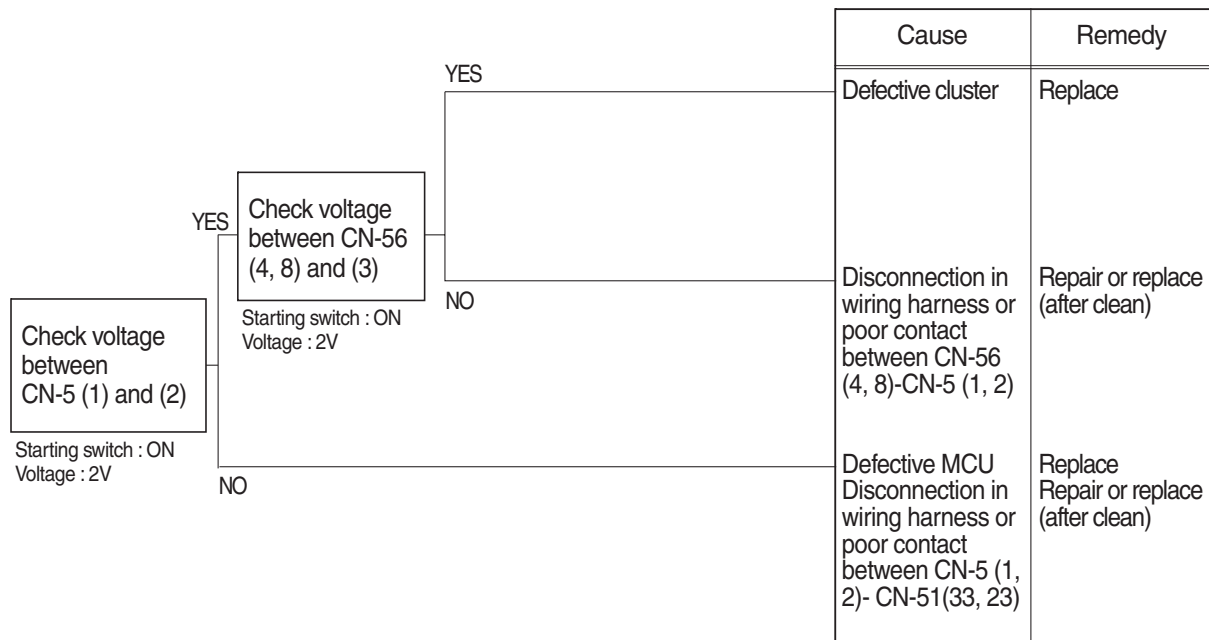 Cause
Remedy
YES
Defective cluster
Replace
YES
Check voltage
between CN-56
(4, 8) and (3)
NO
Starting switch : ON
Voltage : 2V
Disconnection in
wiring harness or
poor contact
between CN-56
(4, 8)-CN-5 (1, 2)
Repair or replace
(after clean)
Check voltage
between
CN-5 (1) and (2)
Starting switch : ON
Voltage : 2V
NO
Defective MCU
Disconnection in
wiring harness or
poor contact
between CN-5 (1,
2)- CN-51(33, 23)
Replace
Repair or replace
(after clean)